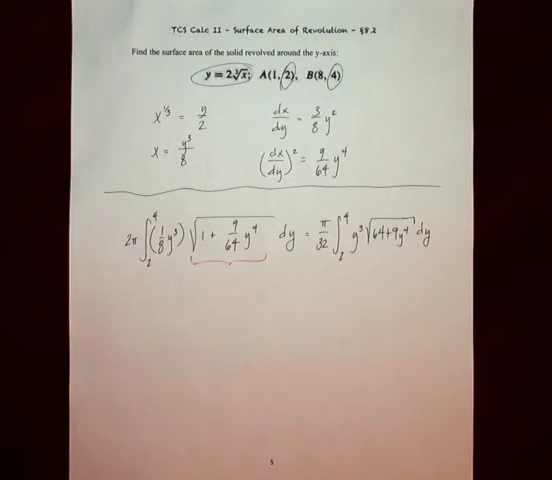 TCS Calc II - Surface Area of Revolution - §8.2
Find the surface area of the solid revolved around the y-axis:
y = 2∛x; A(1, 2), B(8, 4)
x^{1/3} = y/2 dx/dy = 3/8 y²
x = y³/8 (dx/dy)² = 9/64 y⁴
2π ∫₂⁴ (1/8 y³) √(1 + 9/64 y⁴) dy = π/32 ∫₂⁴ y³ √(64+9y⁴) dy
5